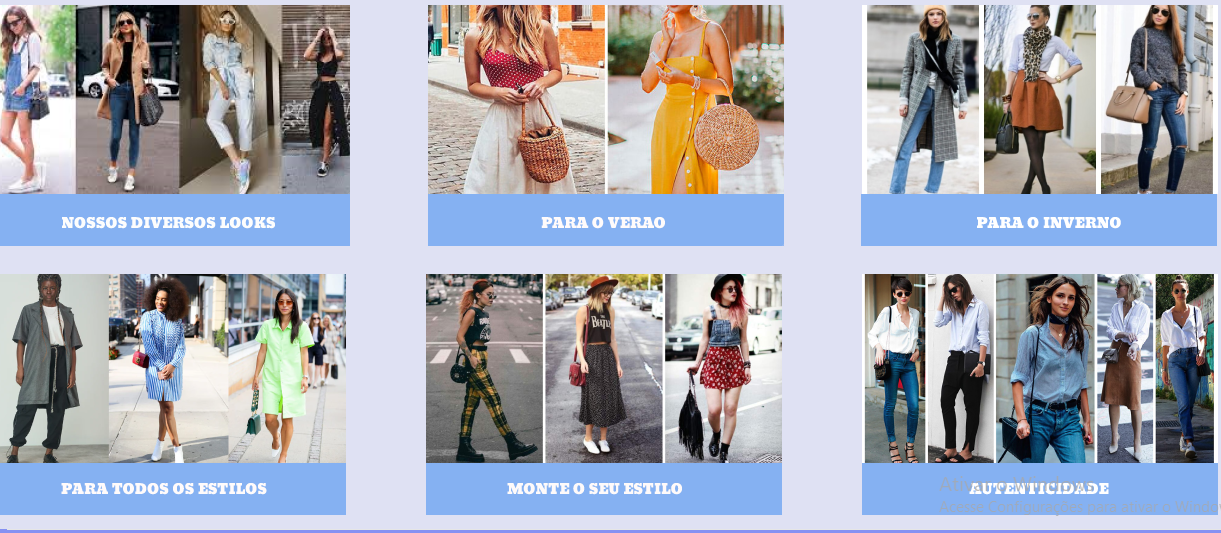 NOSSOS DIVERSOS LOOKS
PARA O VERAO
PARA O INVERNO
PARA TODOS OS ESTILOS
MONTE O SEU ESTILO
AUTENTICIDADE